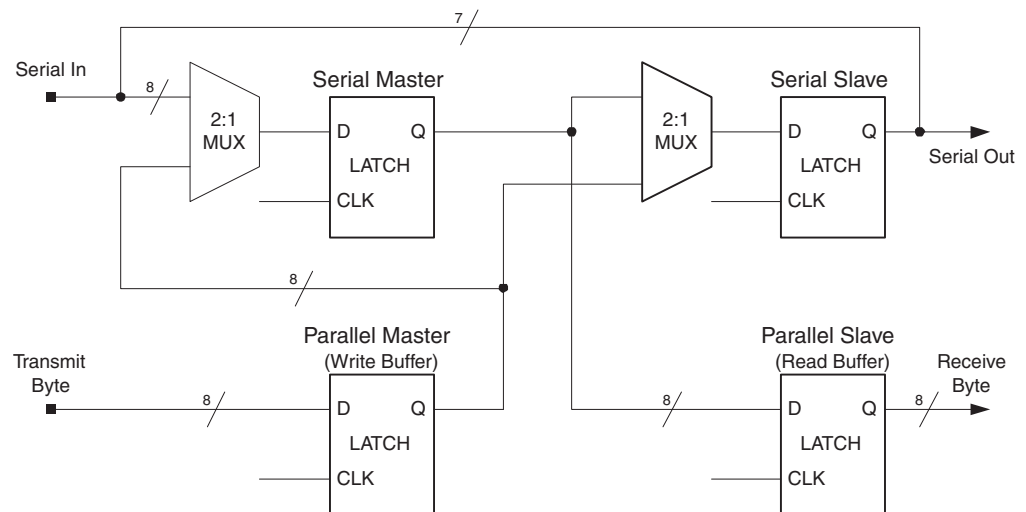 7
Serial In
8
2:1
MUX
Serial Master
D
Q
LATCH
CLK
2:1
MUX
Serial Slave
D
Q
LATCH
CLK
Serial Out
8
Transmit
Byte
8
Parallel Master
(Write Buffer)
D
Q
LATCH
CLK
8
Parallel Slave
(Read Buffer)
D
Q
LATCH
CLK
8
Receive
Byte